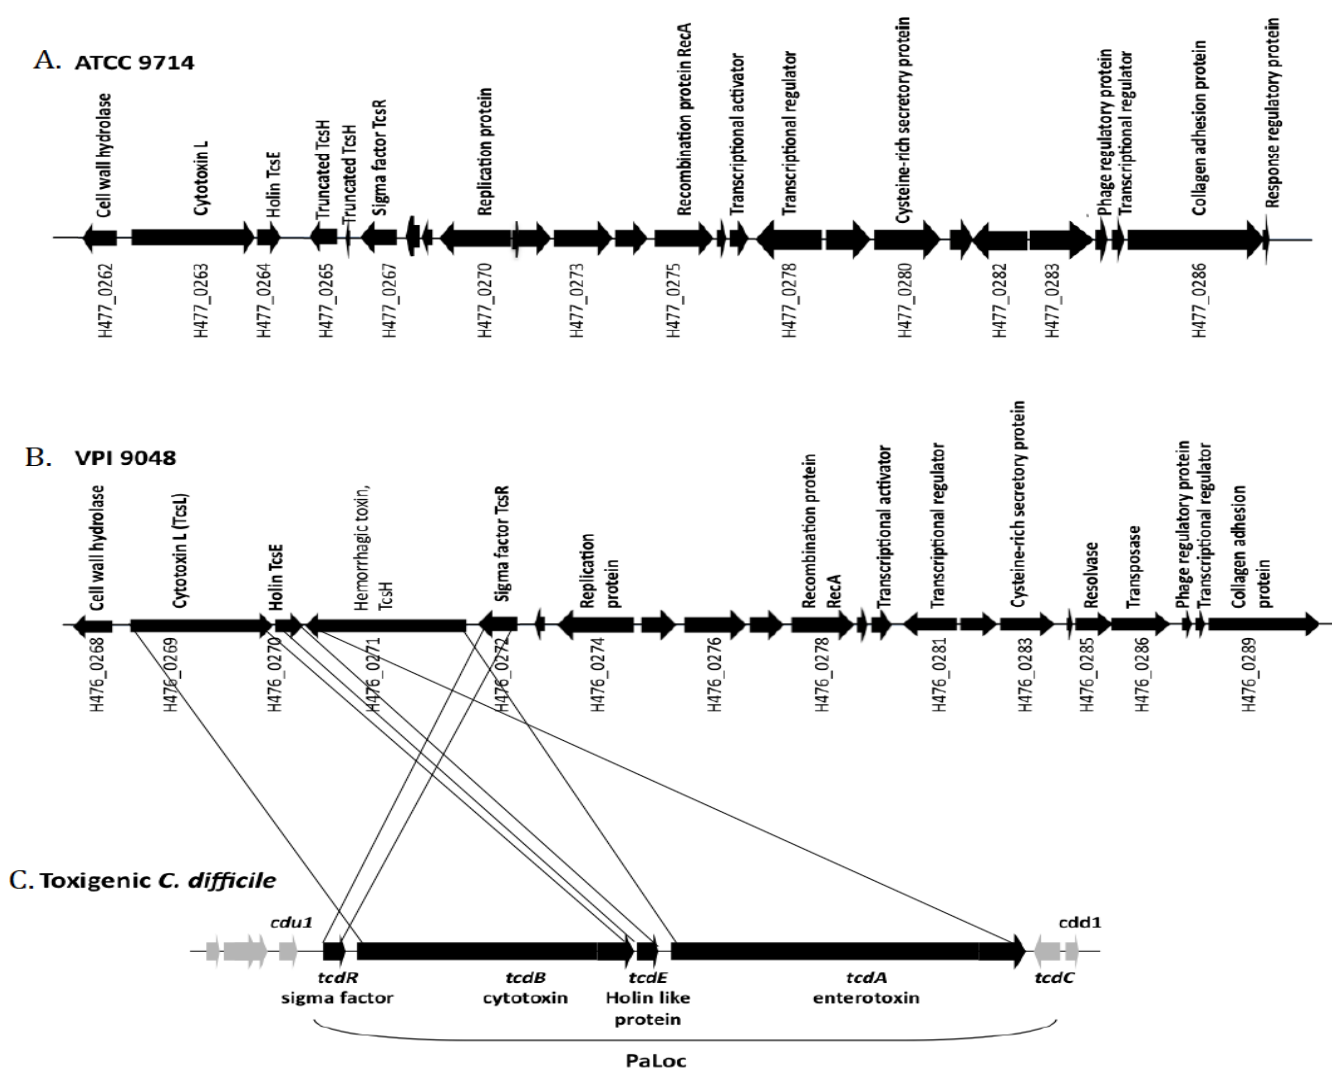 A. ATCC 9714
Cell wall hydrolase
Cytotoxin L
Holin TcsE
Truncated TcsH
Truncated TcsH
Sigma factor TcsR
Replication protein
Recombination protein RecA
Transcriptional activator
Transcriptional regulator
Cysteine-rich secretory protein
Phage regulatory protein
Transcriptional regulator
Collagen adhesion protein
Response regulatory protein
H477_0262
H477_0263
H477_0264
H477_0265
H477_0267
H477_0270
H477_0273
H477_0275
H477_0278
H477_0280
H477_0282
H477_0283
H477_0286
B. VPI 9048
Cell wall hydrolase
Cytotoxin L (TcsL)
Holin TcsE
Hemorrhagic toxin,
TcsH
Sigma factor TcsR
Replication
protein
Recombination protein
RecA
Transcriptional activator
Transcriptional regulator
Cysteine-rich secretory protein
Resolvase
Transposase
Phage regulatory protein
Transcriptional regulator
Collagen adhesion
protein
H476_0268
H476_0269
H476_0270
H476_0271
H476_0272
H476_0274
H476_0276
H476_0278
H476_0281
H476_0283
H476_0285
H476_0286
H476_0289
C. Toxigenic C. difficile
cdu1
cdd1
tcdR
sigma factor
tcdB
cytotoxin
tcdE
Holin like
protein
tcdA
enterotoxin
tcdC
PaLoc